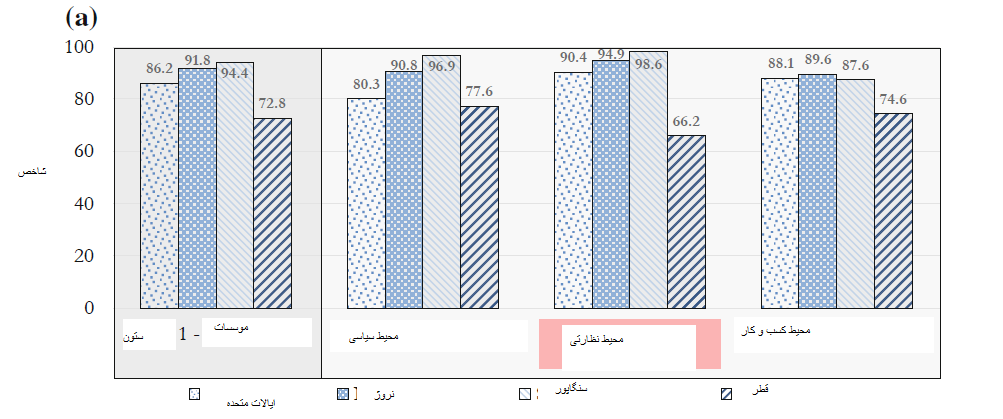 (a)
100
80
60
40
20
0
شاخص
86.2 91.8 94.4 72.8
80.3 90.8 96.9 77.6
90.4 94.9 98.6 66.2
88.1 89.6 87.6 74.6
ستون 1 - موسسات
محیط سیاسی
محیط نظارتی
محیط کسب و کار
ایالات متحده
نروژ
سنگاپور
قطر